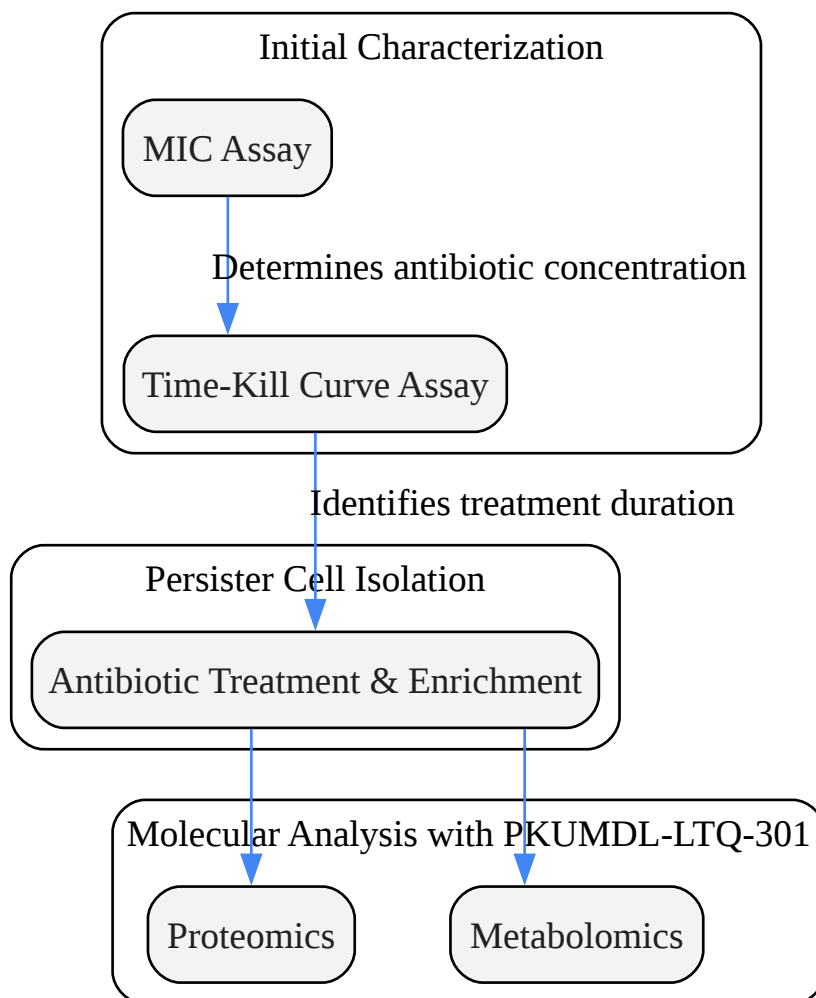 Initial Characterization
MIC Assay
Determines antibiotic concentration
Time-Kill Curve Assay
Identifies treatment duration
Persister Cell Isolation
Antibiotic Treatment & Enrichment
Molecular Analysis with PKUMDL-LTQ-301
Proteomics
Metabolomics